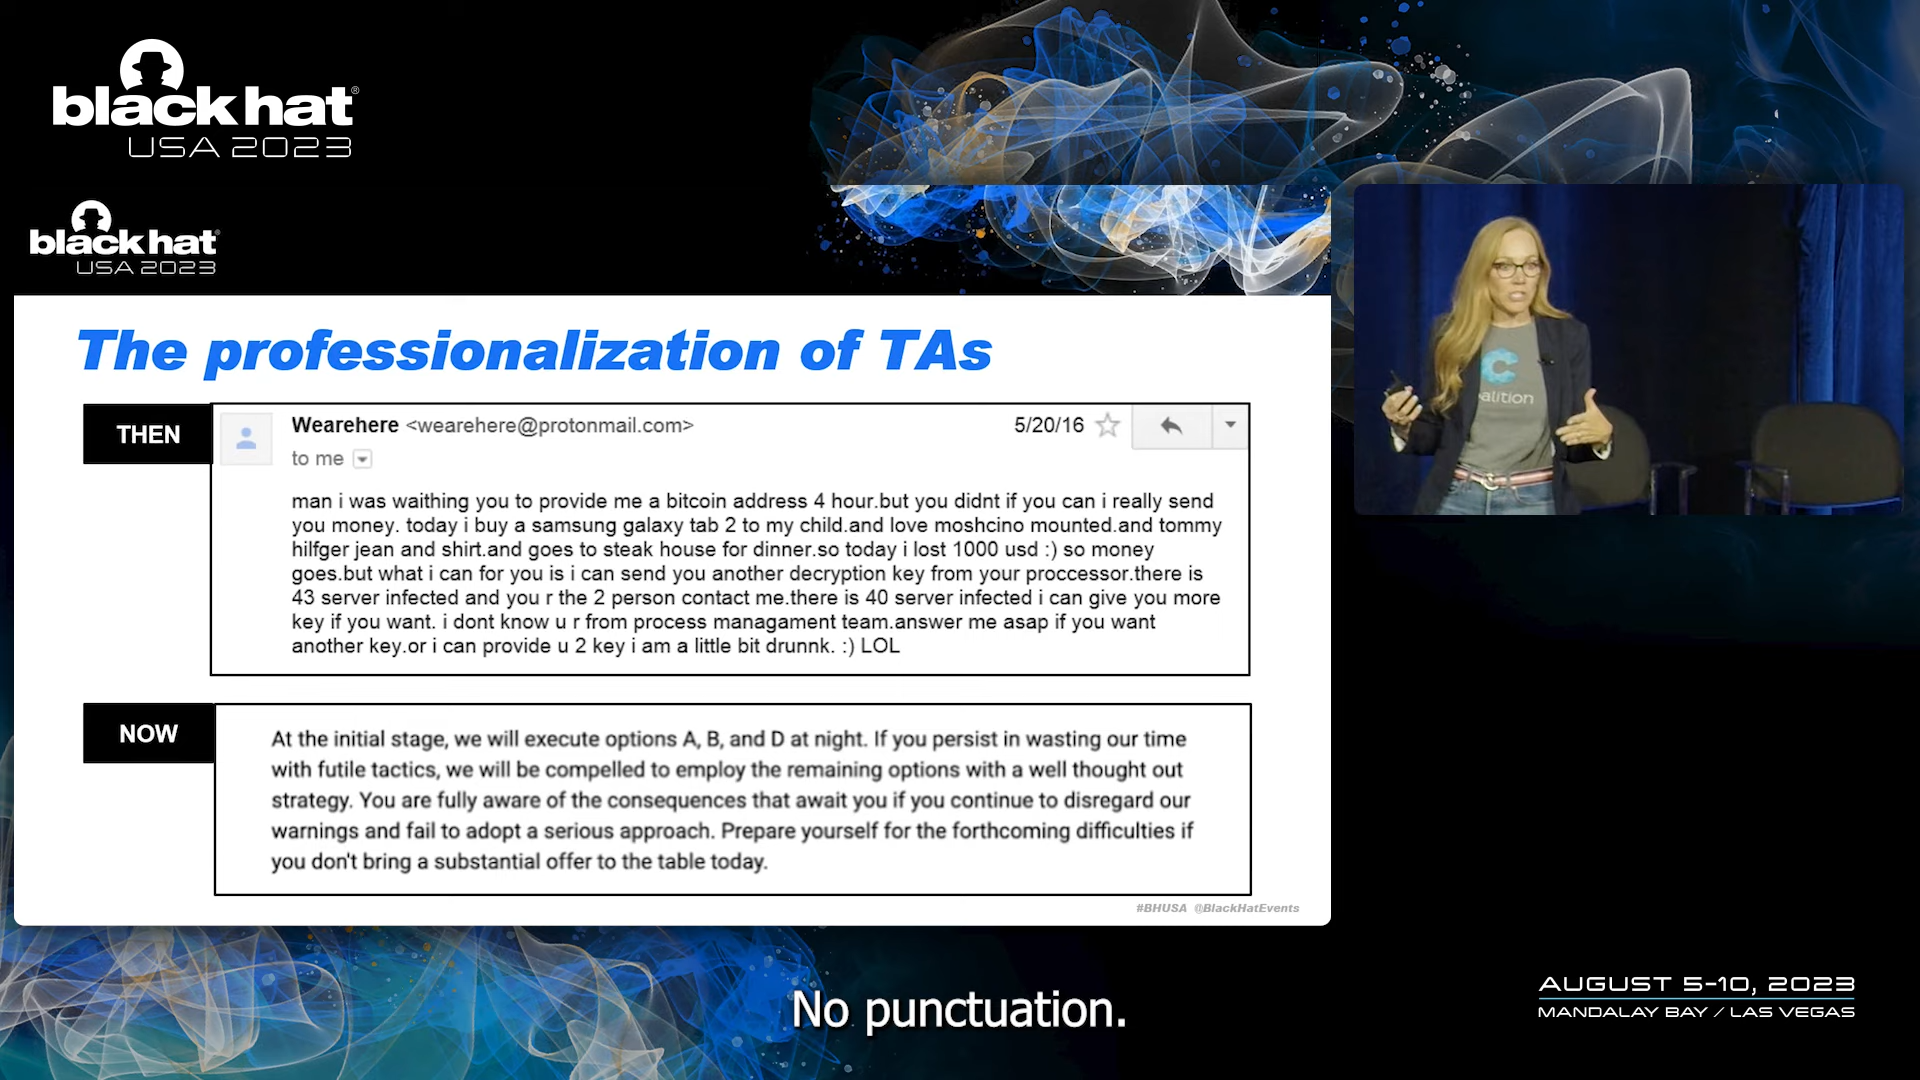 black hat®
USA 2023
black hat®
USA 2023
The professionalization of TAs
THEN
Wearehere <wearehere@protonmail.com>
5/20/16
to me
man i was waithing you to provide me a bitcoin address 4 hour.but you didnt if you can i really send
you money. today i buy a samsung galaxy tab 2 to my child.and love moshcino mounted.and tommy
hilfger jean and shirt.and goes to steak house for dinner.so today i lost 1000 usd :) so money
goes.but what i can for you is i can send you another decryption key from your proccessor.there is
43 server infected and you r the 2 person contact me.there is 40 server infected i can give you more
key if you want. i dont know u r from process managament team.answer me asap if you want
another key.or i can provide u 2 key i am a little bit drunnk. :) LOL
NOW
At the initial stage, we will execute options A, B, and D at night. If you persist in wasting our time
with futile tactics, we will be compelled to employ the remaining options with a well thought out
strategy. You are fully aware of the consequences that await you if you continue to disregard our
warnings and fail to adopt a serious approach. Prepare yourself for the forthcoming difficulties if
you don't bring a substantial offer to the table today.
#BHUSA @BlackHatEvents
alition
No punctuation.
AUGUST 5-10, 2023
MANDALAY BAY / LAS VEGAS